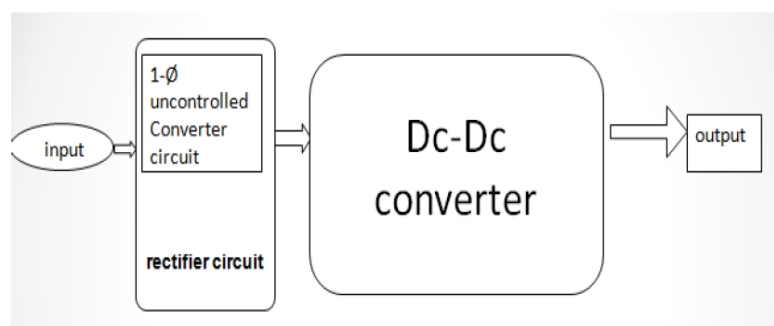 input
1-Ø
uncontrolled
Converter
circuit
rectifier circuit
Dc-Dc
converter
output